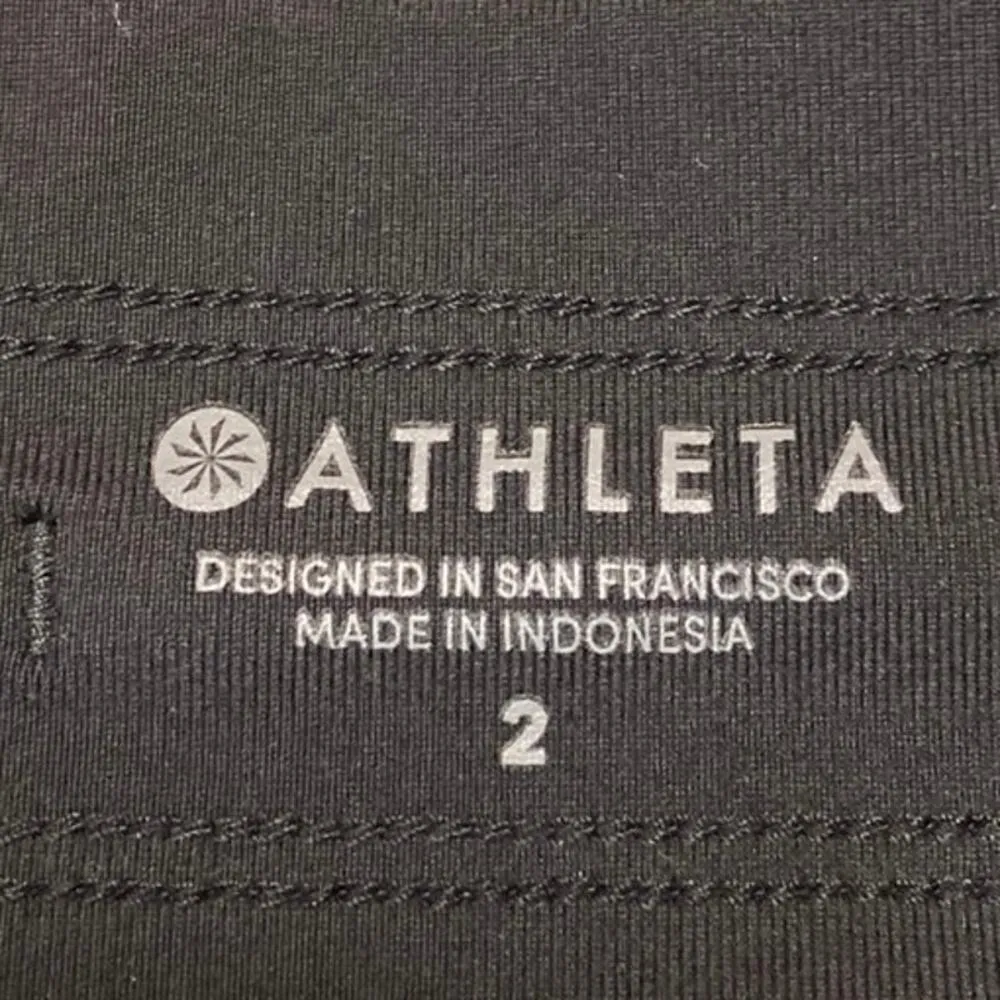 ATHLETA
DESIGNED IN SAN FRANCISCO
MADE IN INDONESIA
2